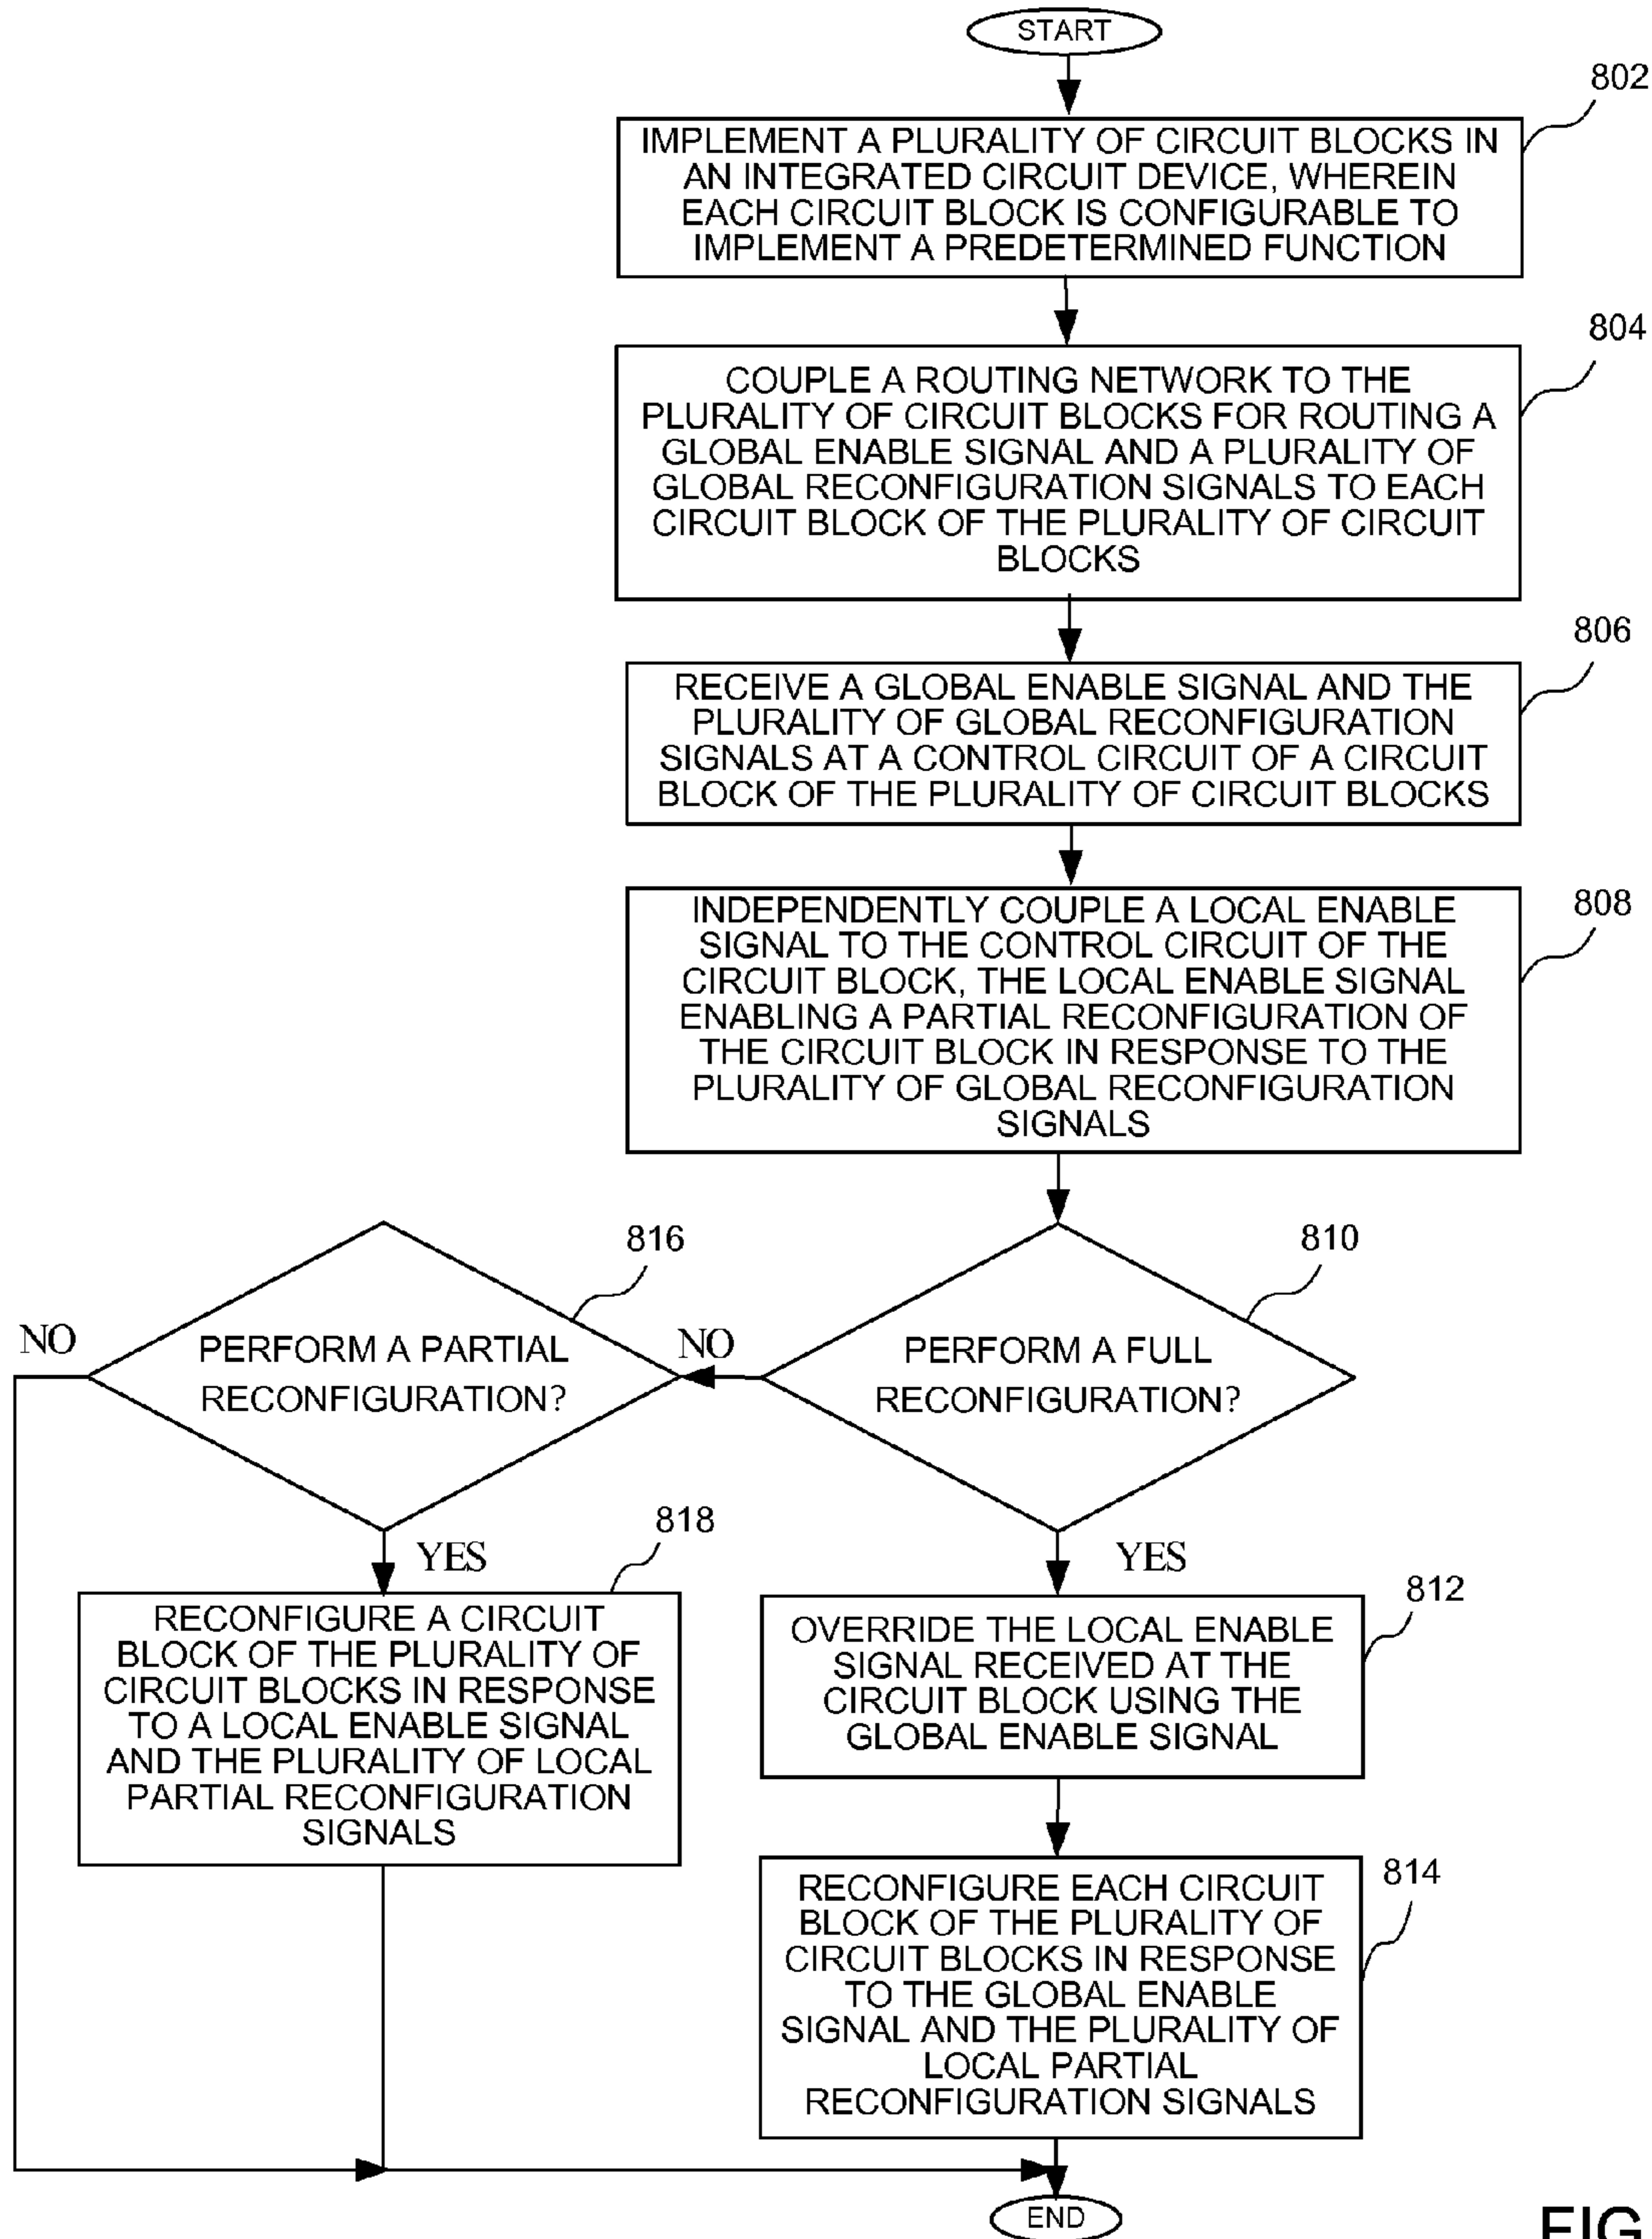 START
802
IMPLEMENT A PLURALITY OF CIRCUIT BLOCKS IN
AN INTEGRATED CIRCUIT DEVICE, WHEREIN
EACH CIRCUIT BLOCK IS CONFIGURABLE TO
IMPLEMENT A PREDETERMINED FUNCTION
804
COUPLE A ROUTING NETWORK TO THE
PLURALITY OF CIRCUIT BLOCKS FOR ROUTING A
GLOBAL ENABLE SIGNAL AND A PLURALITY OF
GLOBAL RECONFIGURATION SIGNALS TO EACH
CIRCUIT BLOCK OF THE PLURALITY OF CIRCUIT
BLOCKS
806
RECEIVE A GLOBAL ENABLE SIGNAL AND THE
PLURALITY OF GLOBAL RECONFIGURATION
SIGNALS AT A CONTROL CIRCUIT OF A CIRCUIT
BLOCK OF THE PLURALITY OF CIRCUIT BLOCKS
808
INDEPENDENTLY COUPLE A LOCAL ENABLE
SIGNAL TO THE CONTROL CIRCUIT OF THE
CIRCUIT BLOCK, THE LOCAL ENABLE SIGNAL
ENABLING A PARTIAL RECONFIGURATION OF
THE CIRCUIT BLOCK IN RESPONSE TO THE
PLURALITY OF GLOBAL RECONFIGURATION
SIGNALS
810
PERFORM A FULL
RECONFIGURATION?
NO
816
PERFORM A PARTIAL
RECONFIGURATION?
NO
YES
818
RECONFIGURE A CIRCUIT
BLOCK OF THE PLURALITY OF
CIRCUIT BLOCKS IN RESPONSE
TO A LOCAL ENABLE SIGNAL
AND THE PLURALITY OF LOCAL
PARTIAL RECONFIGURATION
SIGNALS
YES
812
OVERRIDE THE LOCAL ENABLE
SIGNAL RECEIVED AT THE
CIRCUIT BLOCK USING THE
GLOBAL ENABLE SIGNAL
814
RECONFIGURE EACH CIRCUIT
BLOCK OF THE PLURALITY OF
CIRCUIT BLOCKS IN RESPONSE
TO THE GLOBAL ENABLE
SIGNAL AND THE PLURALITY OF
LOCAL PARTIAL
RECONFIGURATION SIGNALS
END
FIG